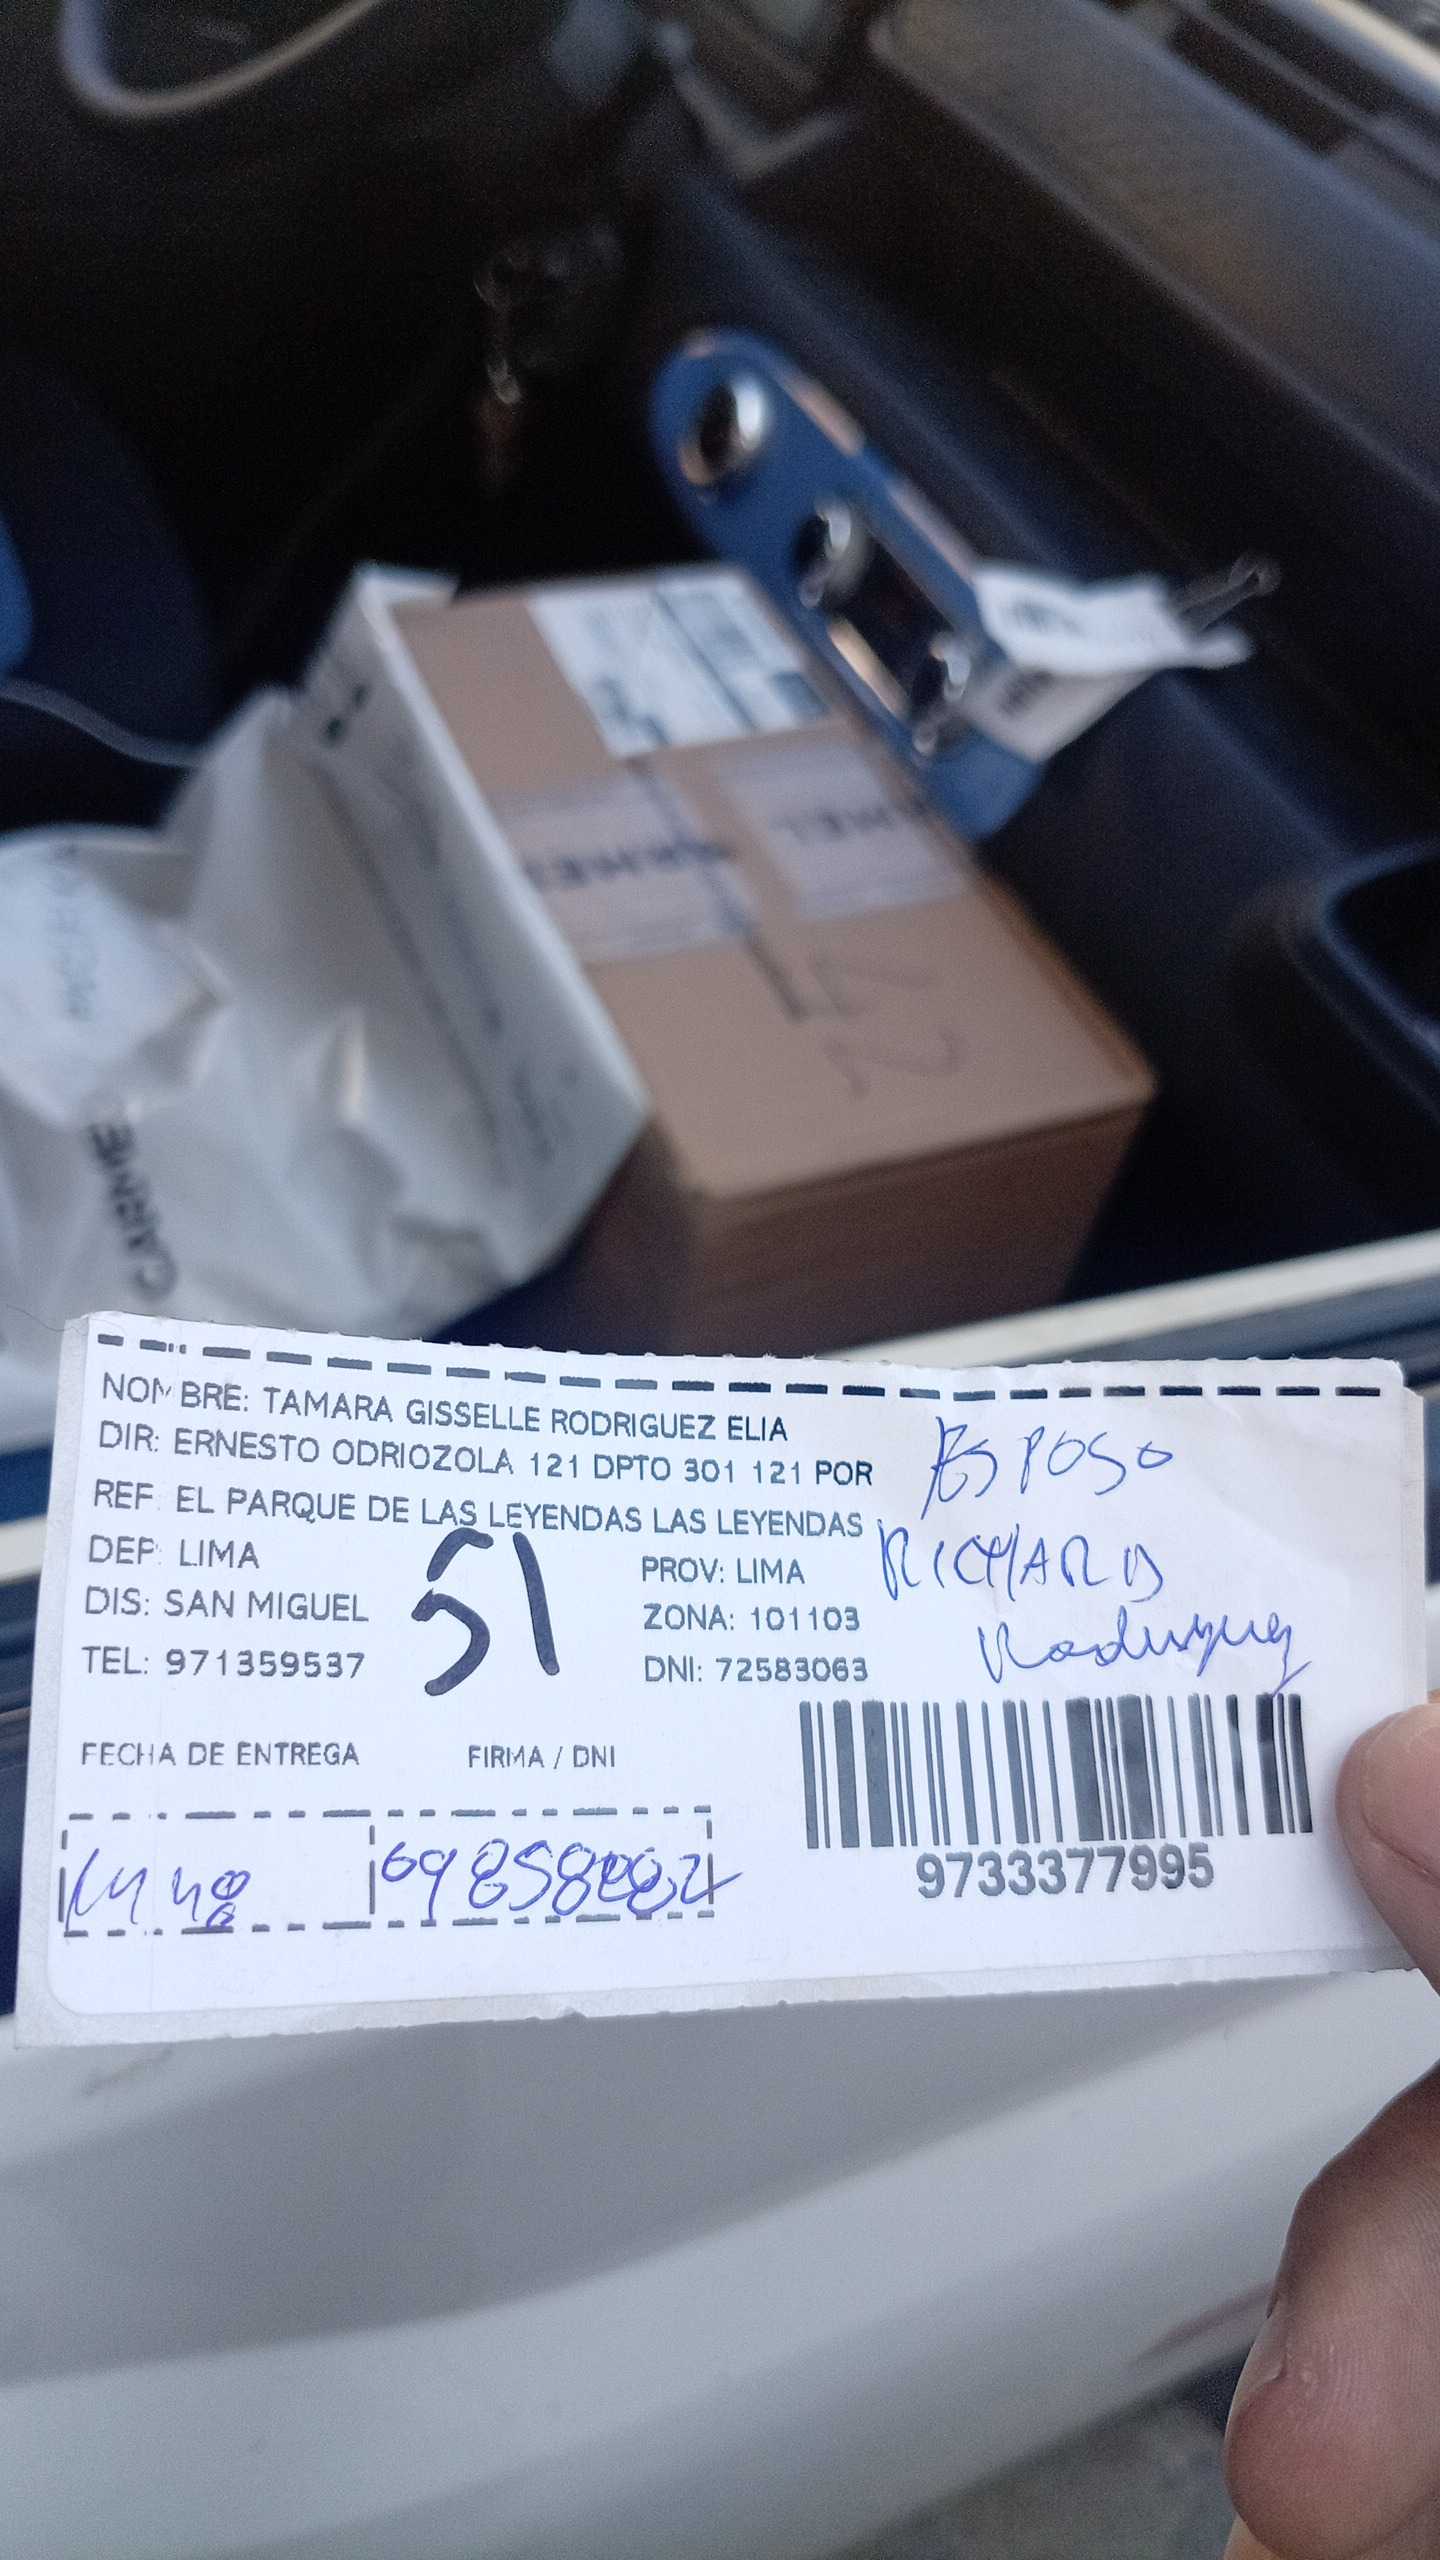 CARNE
NOMBRE: TAMARA GISSELLE RODRIGUEZ ELIA
DIR: ERNESTO ODRIOZOLA 121 DPTO 301 121 POR
REF: EL PARQUE DE LAS LEYENDAS LAS LEYENDAS
DEP: LIMA
PROV: LIMA
DIS: SAN MIGUEL
ZONA: 101103
TEL: 971359537
DNI: 72583063
51
ESPOSO
RICHARD
Rodriguez
FECHA DE ENTREGA
FIRMA / DNI
9733377995